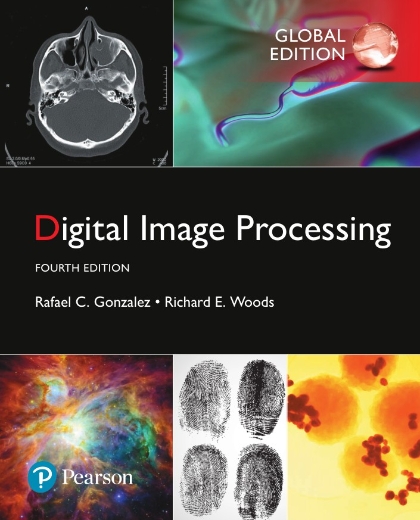 GLOBAL
EDITION
Digital Image Processing
FOURTH EDITION
Rafael C. Gonzalez • Richard E. Woods
P Pearson